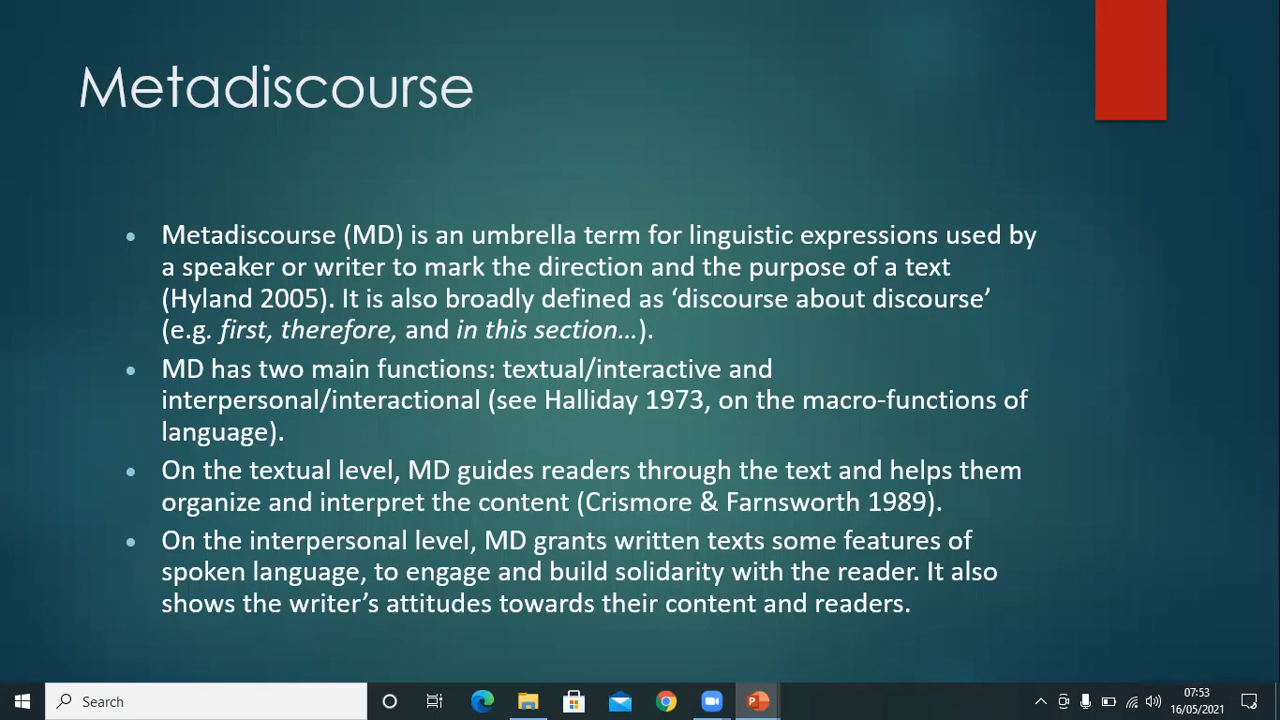 Metadiscourse
• Metadiscourse (MD) is an umbrella term for linguistic expressions used by
a speaker or writer to mark the direction and the purpose of a text
(Hyland 2005). It is also broadly defined as ‘discourse about discourse’
(e.g. first, therefore, and in this section…).
• MD has two main functions: textual/interactive and
interpersonal/interactional (see Halliday 1973, on the macro-functions of
language).
• On the textual level, MD guides readers through the text and helps them
organize and interpret the content (Crismore & Farnsworth 1989).
• On the interpersonal level, MD grants written texts some features of
spoken language, to engage and build solidarity with the reader. It also
shows the writer’s attitudes towards their content and readers.
Search
07:53
16/05/2021